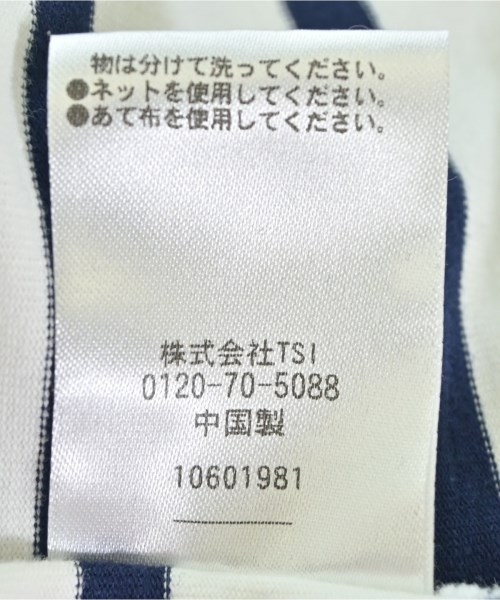 物は分けて洗ってください。
●ネットを使用してください。
●あて布を使用してください。
株式会社TSI
0120-70-5088
中国製
10601981